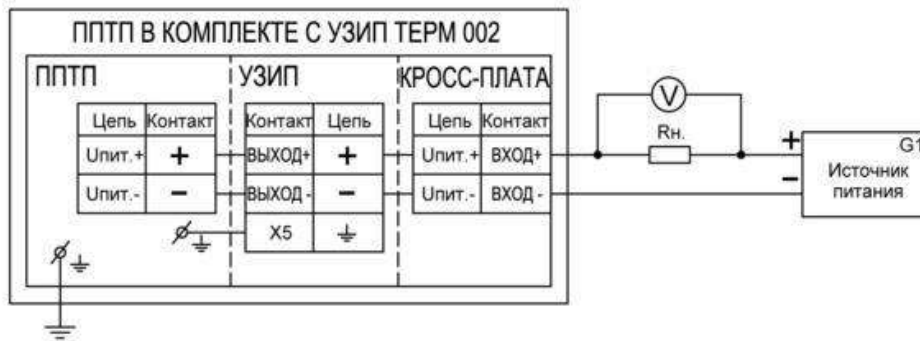 ППТП В КОМПЛЕКТЕ С УЗИП ТЕРМ 002
ППТП УЗИП КРОСС-ПЛАТА
Цепь Контакт Контакт Цепь Цепь Контакт
Uпит.+ + ВЫХОД+ + Uпит.+ ВХОД+
Uпит.- − ВЫХОД - − Uпит.- ВХОД -
X5
V
Rн.
+
−
G1
Источник
питания